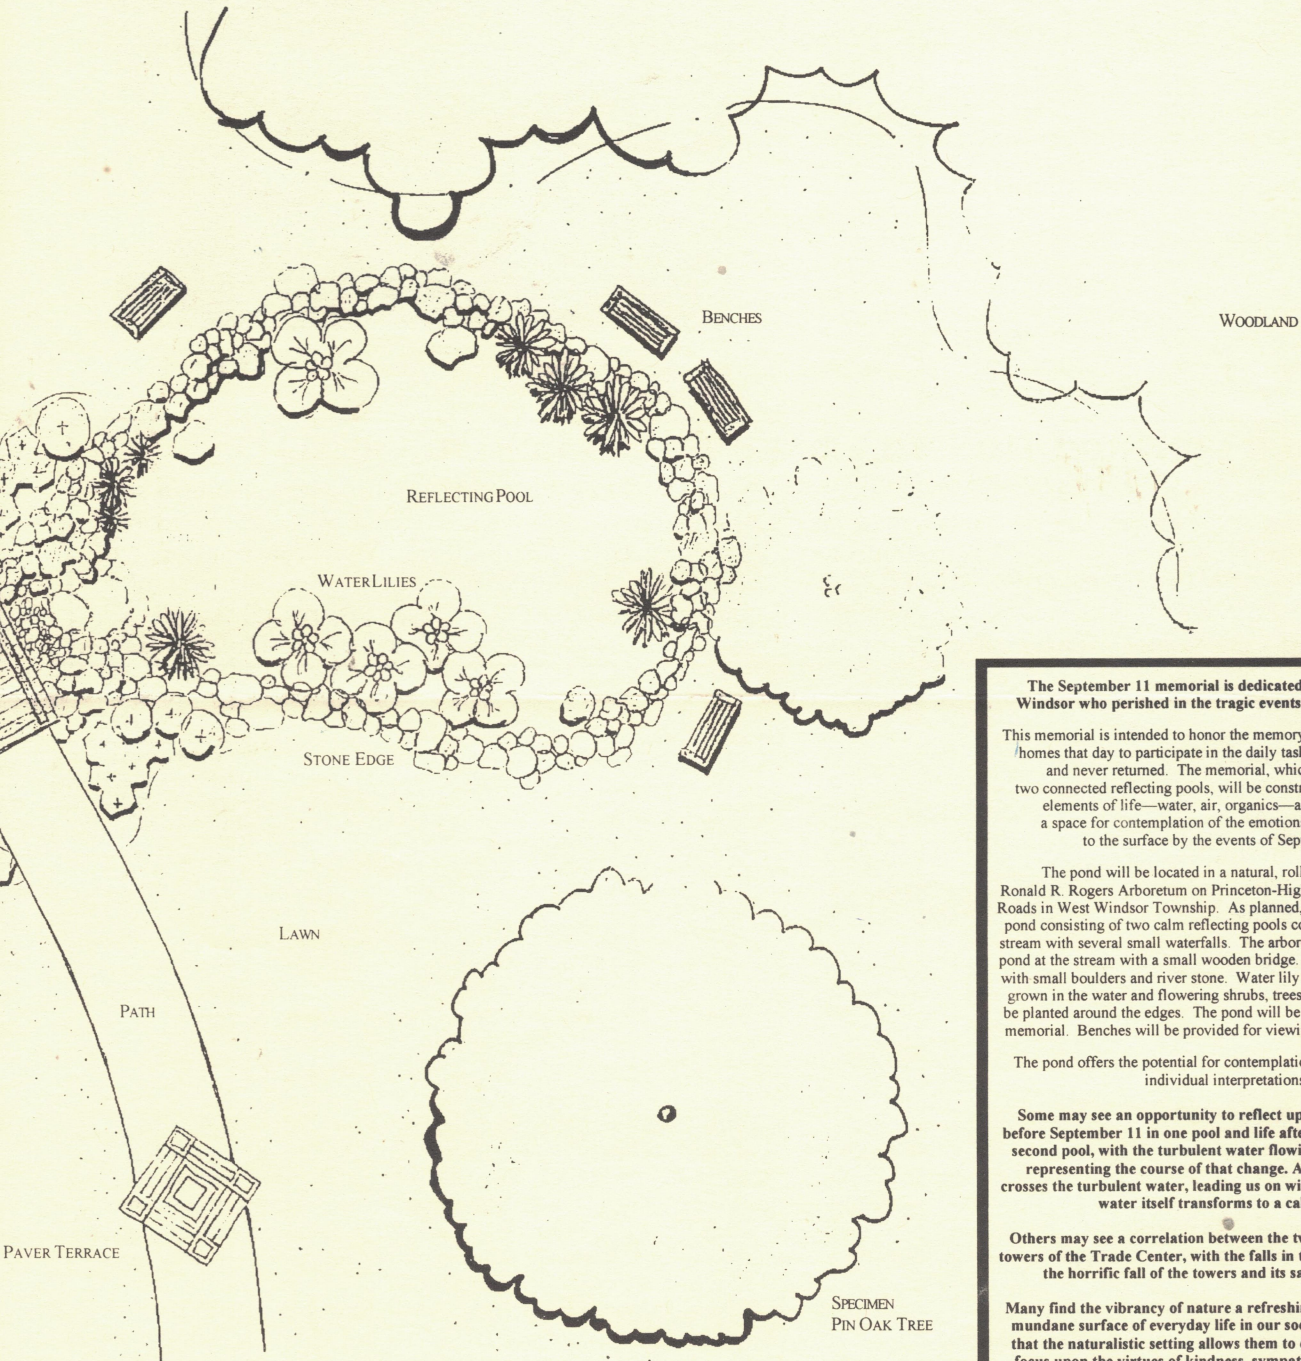 BENCHES
WOODLAND
REFLECTING POOL
WATER LILIES
STONE EDGE
LAWN
PATH
PAVER TERRACE
SPECIMEN
PIN OAK TREE
The September 11 memorial is dedicated
Windsor who perished in the tragic events
This memorial is intended to honor the memory
homes that day to participate in the daily task
and never returned. The memorial, whic
two connected reflecting pools, will be constr
elements of life—water, air, organics—a
a space for contemplation of the emotion
to the surface by the events of Sep
The pond will be located in a natural, roll
Ronald R. Rogers Arboretum on Princeton-Hig
Roads in West Windsor Township. As planned,
pond consisting of two calm reflecting pools co
stream with several small waterfalls. The arbor
pond at the stream with a small wooden bridge.
with small boulders and river stone. Water lily
grown in the water and flowering shrubs, trees
be planted around the edges. The pond will be
memorial. Benches will be provided for viewi
The pond offers the potential for contemplatio
individual interpretations
Some may see an opportunity to reflect up
before September 11 in one pool and life afte
second pool, with the turbulent water flowi
representing the course of that change. A
crosses the turbulent water, leading us on wi
water itself transforms to a cal
Others may see a correlation between the tw
towers of the Trade Center, with the falls in t
the horrific fall of the towers and its sa
Many find the vibrancy of nature a refreshin
mundane surface of everyday life in our soc
that the naturalistic setting allows them to
focus upon the virtues of kindness, sympat